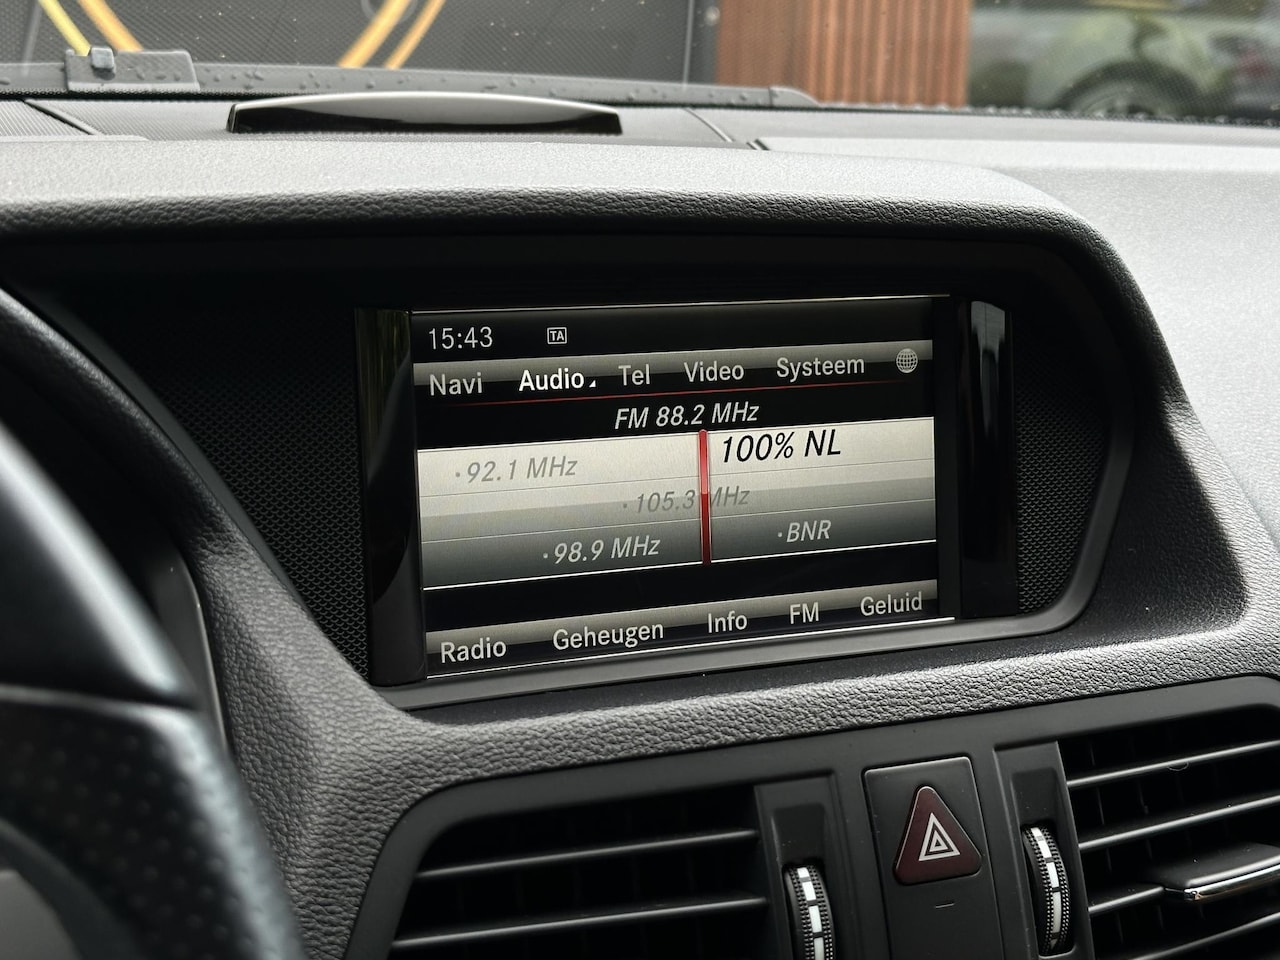 15:43 TA
Navi Audio Tel Video Systeem
FM 88.2 MHz
100% NL
·92.1 MHz
·105.3 MHz
·98.9 MHz ·BNR
Radio Geheugen Info FM Geluid